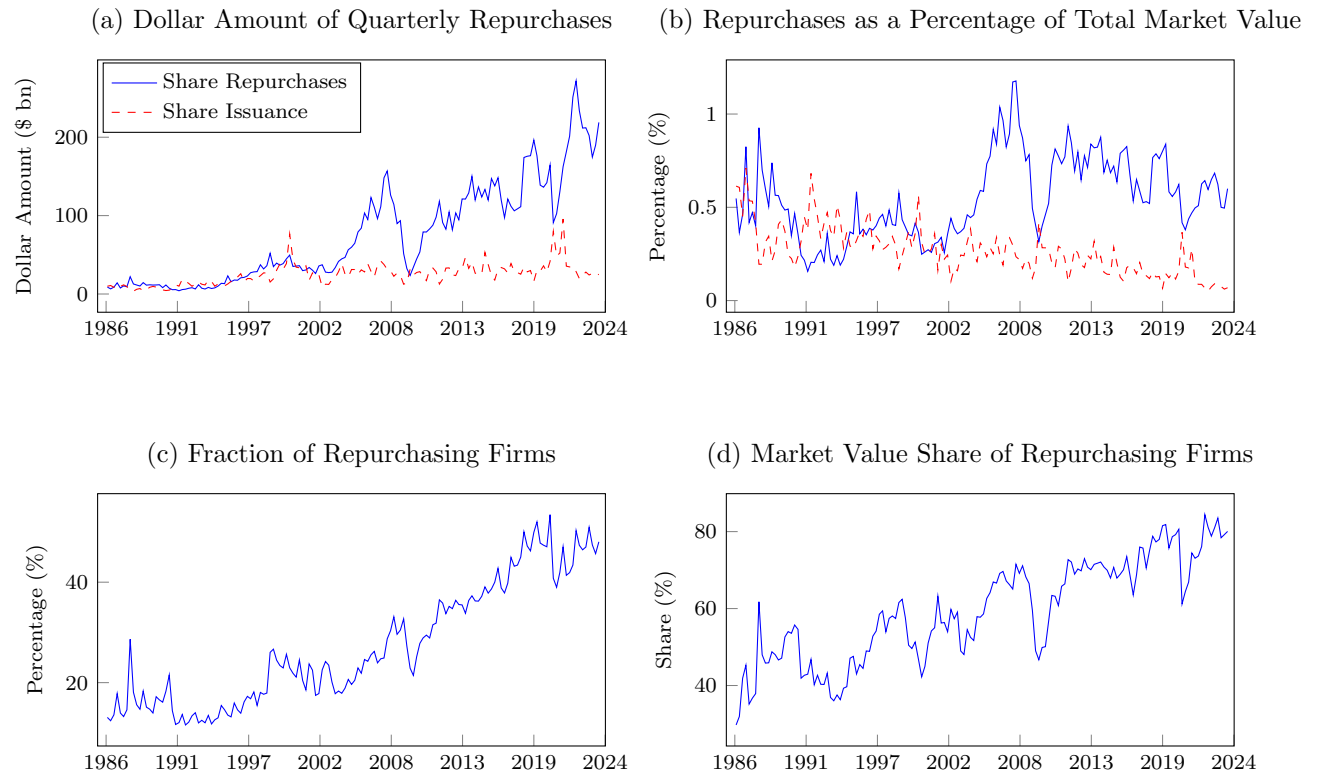 (a) Dollar Amount of Quarterly Repurchases
Dollar Amount ($ bn)
Share Repurchases
Share Issuance
200
100
0
1986 1991 1997 2002 2008 2013 2019 2024
(b) Repurchases as a Percentage of Total Market Value
Percentage (%)
1
0.5
0
1986 1991 1997 2002 2008 2013 2019 2024
(c) Fraction of Repurchasing Firms
Percentage (%)
40
20
1986 1991 1997 2002 2008 2013 2019 2024
(d) Market Value Share of Repurchasing Firms
Share (%)
80
60
40
1986 1991 1997 2002 2008 2013 2019 2024